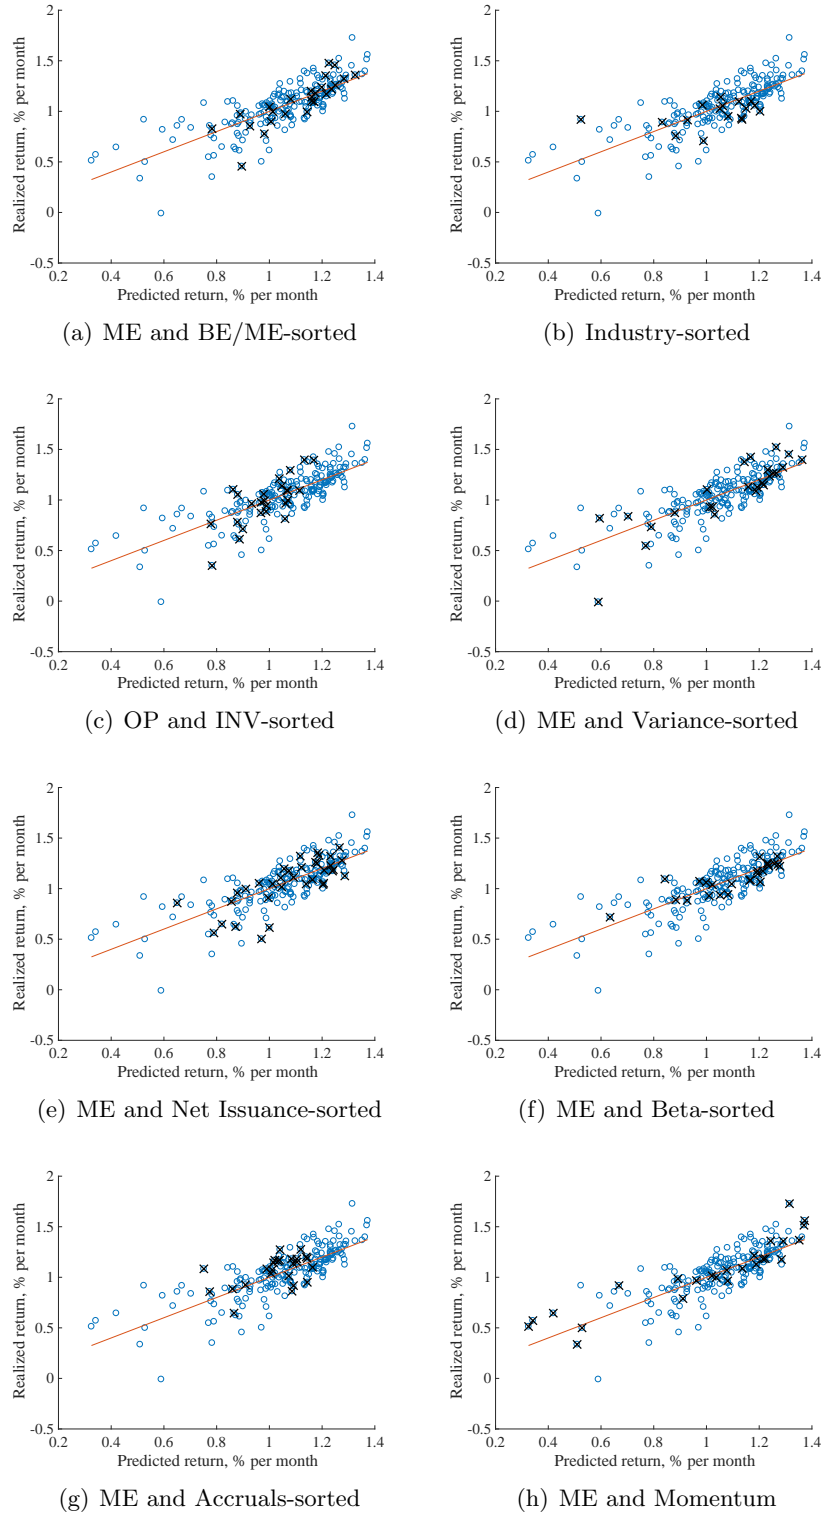 2
1.5
1
0.5
0
-0.5
Realized return, % per month
0.2 0.4 0.6 0.8 1 1.2 1.4
Predicted return, % per month
(a) ME and BE/ME-sorted
2
1.5
1
0.5
0
-0.5
Realized return, % per month
0.2 0.4 0.6 0.8 1 1.2 1.4
Predicted return, % per month
(b) Industry-sorted
2
1.5
1
0.5
0
-0.5
Realized return, % per month
0.2 0.4 0.6 0.8 1 1.2 1.4
Predicted return, % per month
(c) OP and INV-sorted
2
1.5
1
0.5
0
-0.5
Realized return, % per month
0.2 0.4 0.6 0.8 1 1.2 1.4
Predicted return, % per month
(d) ME and Variance-sorted
2
1.5
1
0.5
0
-0.5
Realized return, % per month
0.2 0.4 0.6 0.8 1 1.2 1.4
Predicted return, % per month
(e) ME and Net Issuance-sorted
2
1.5
1
0.5
0
-0.5
Realized return, % per month
0.2 0.4 0.6 0.8 1 1.2 1.4
Predicted return, % per month
(f) ME and Beta-sorted
2
1.5
1
0.5
0
-0.5
Realized return, % per month
0.2 0.4 0.6 0.8 1 1.2 1.4
Predicted return, % per month
(g) ME and Accruals-sorted
2
1.5
1
0.5
0
-0.5
Realized return, % per month
0.2 0.4 0.6 0.8 1 1.2 1.4
Predicted return, % per month
(h) ME and Momentum